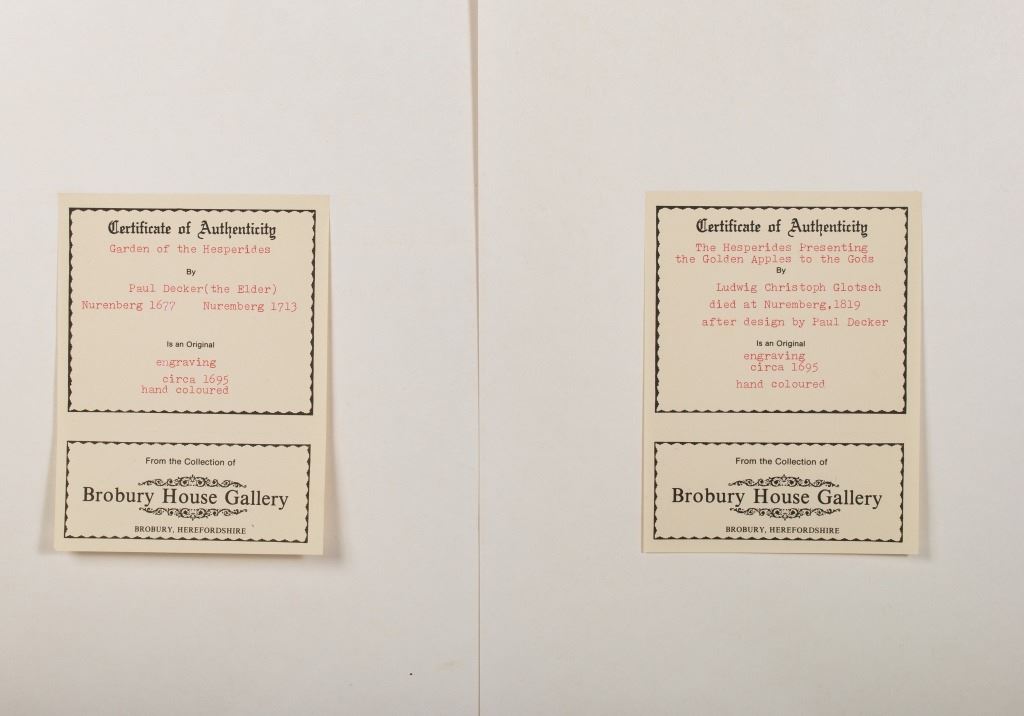 Certificate of Authenticity
Garden of the Hesperides
By
Paul Decker(the Elder)
Nurenberg 1677 Nuremberg 1713
Is an Original
engraving
circa 1695
hand coloured
From the Collection of
Brobury House Gallery
BROBURY, HEREFORDSHIRE
Certificate of Authenticity
The Hesperides Presenting
the Golden Apples to the Gods
By
Ludwig Christoph Glotsch
died at Nuremberg,1819
after design by Paul Decker
Is an Original
engraving
circa 1695
hand coloured
From the Collection of
Brobury House Gallery
BROBURY, HEREFORDSHIRE